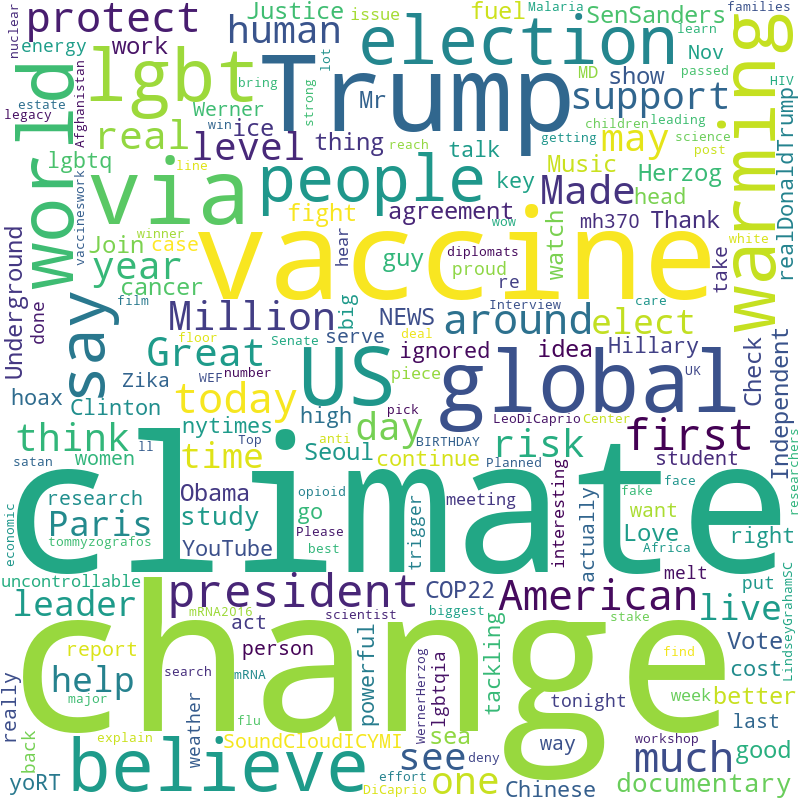 nuclear
protect
Justice
issue
fuel
Malaria
families
energy
work
human
election
SenSanders
learn
lgbt
bring
lot
Nov
passed
Trump
MD
show
warming
HIV
world
estate
legacy
Afghanistan
real
Werner
strong
Mr
support
children
leading
win
ice
level
thing
talk
getting
may
science
lgbtq
via
line
reach
people
key
Music
Herzog
post
realDonaldTrump
vaccineswork
fight
agreement
head
Join
case
winner
hear
wow
Made
mh370
Thank
white
year
vaccine
guy
diplomats
watch
take
Underground
cancer
re
proud
done
film
Million
big
NEWS
Interview
care
say
serve
around
elect
Great
floor
Senate
deal
ignored
idea
Hillary
Check
hoax
Zika
WEF
number
US
piece
global
UK
Independent
Clinton
today
high
pick
LeoDiCaprio
Center
think
nytimes
day
first
satan
women
ll
Top
time
anti
Seoul
BIRTHDAY
continue
Planned
risk
student
researchers
climate
research
Obama
opioid
meeting
interesting
fake
face
want
Paris
study
go
trigger
actually
Love
right
economic
tommyzografos
YouTube
Please
best
Africa
uncontrollable
president
COP22
American
melt
put
leader
mRNA2016
scientist
biggest
live
LindseyGrahamSC
change
act
powerful
tackling
stake
report
person
WernerHerzog
lgbtqia
Vote
find
really
help
search
mRNA
cost
major
weather
sea
tonight
week
better
back
explain
flu
SoundCloudICYMI
last
believe
see
deny
way
workshop
much
good
yoRT
effort
DiCaprio
one
Chinese
documentary